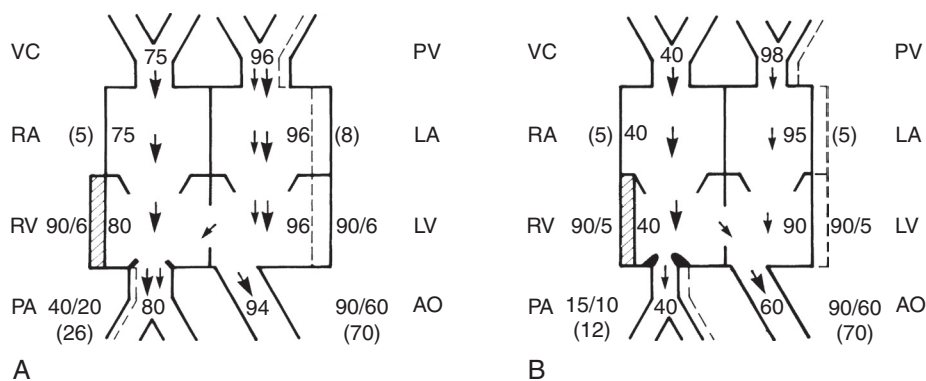 VC 75 96 PV
RA (5) 75 96 (8) LA
RV 90/6 80 96 90/6 LV
PA 40/20 80 94 90/60 AO
(26) (70)
A
VC 40 98 PV
RA (5) 40 95 (5) LA
RV 90/5 40 90 90/5 LV
PA 15/10 40 60 90/60 AO
(12) (70)
B